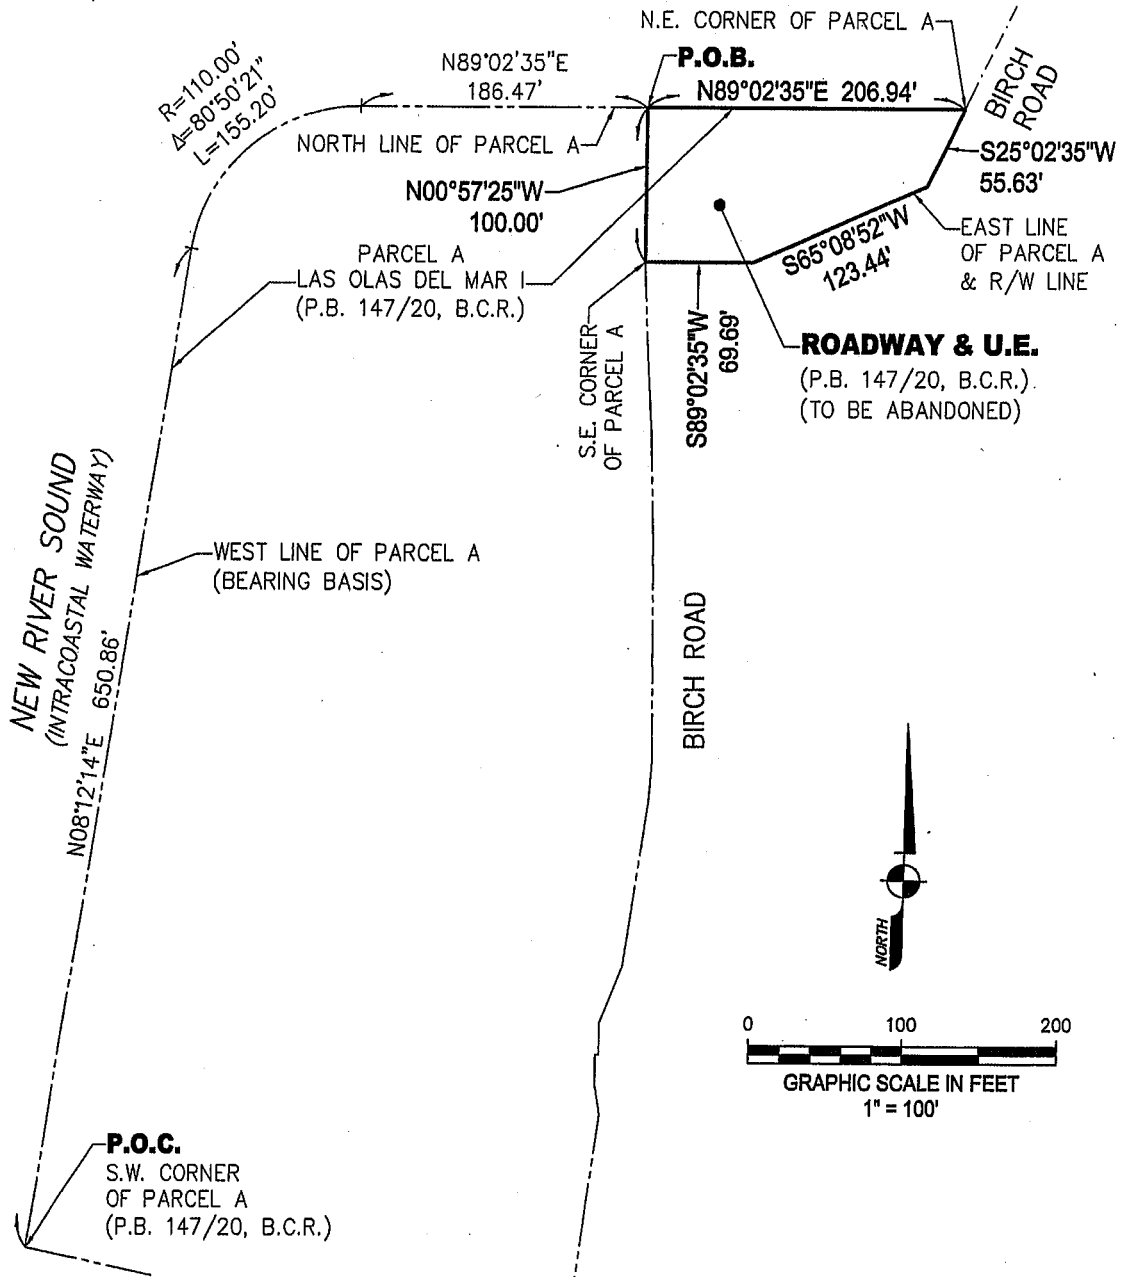 N.E. CORNER OF PARCEL A
P.O.B.
N89°02'35"E
186.47'
N89°02'35"E 206.94'
BIRCH
ROAD
R=110.00'
Δ=80°50'21"
L=155.20'
NORTH LINE OF PARCEL A
S25°02'35"W
55.63'
N00°57'25"W
100.00'
EAST LINE
OF PARCEL A
& R/W LINE
S65°08'52"W
123.44'
PARCEL A
LAS OLAS DEL MAR I
(P.B. 147/20, B.C.R.)
S.E. CORNER
OF PARCEL A
S89°02'35"W
69.69'
ROADWAY & U.E.
(P.B. 147/20, B.C.R.)
(TO BE ABANDONED)
NEW RIVER SOUND
(INTRACOASTAL WATERWAY)
WEST LINE OF PARCEL A
(BEARING BASIS)
N08°12'14"E 650.86'
BIRCH ROAD
NORTH
0 100 200
GRAPHIC SCALE IN FEET
1" = 100'
P.O.C.
S.W. CORNER
OF PARCEL A
(P.B. 147/20, B.C.R.)